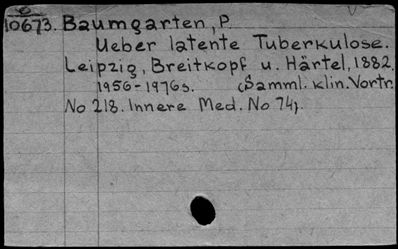 10673. Baumgarten, P.
Ueber latente Tuberkulose.
Leipzig, Breitkopf u. Härtel, 1882.
1956-1976s. (Samml. klin. Vortr.
No 218. Innere Med. No 74).